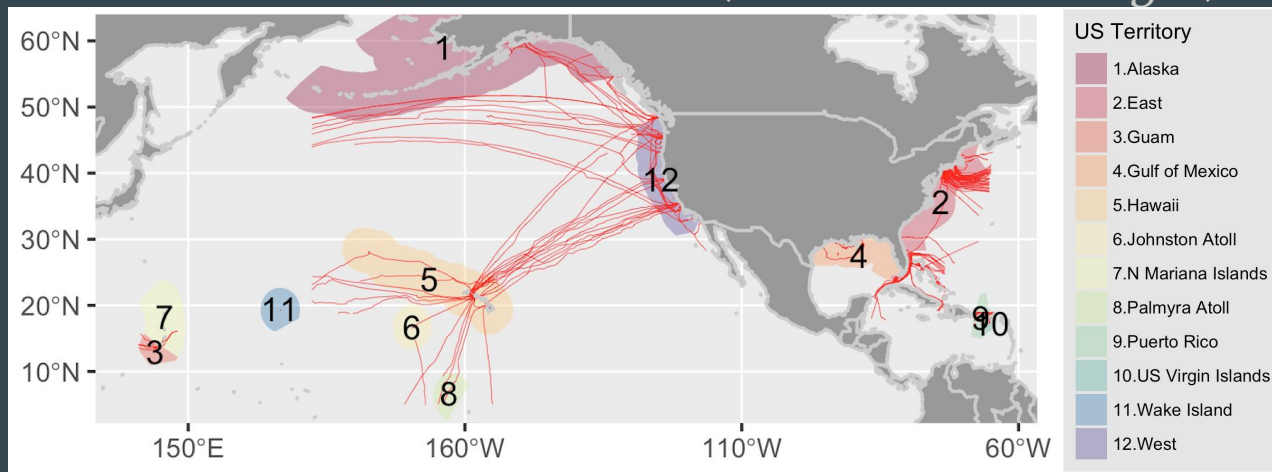 60°N
50°N
40°N
30°N
20°N
10°N
150°E 160°W 110°W 60°W
1
12
2
4
5
6
7
3
11
8
9
10
US Territory
1.Alaska
2.East
3.Guam
4.Gulf of Mexico
5.Hawaii
6.Johnston Atoll
7.N Mariana Islands
8.Palmyra Atoll
9.Puerto Rico
10.US Virgin Islands
11.Wake Island
12.West